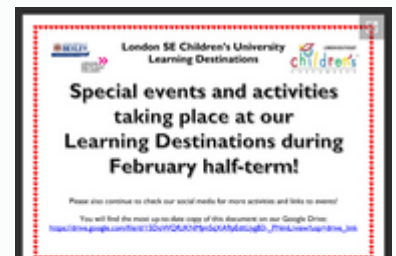 London SE Children's University
Learning Destinations
children's
Special events and activities
taking place at our
Learning Destinations during
February half-term!
Please also continue to check our social media for more activities and links to events!
You will find the most up-to-date copy of this document on our Google Drive: